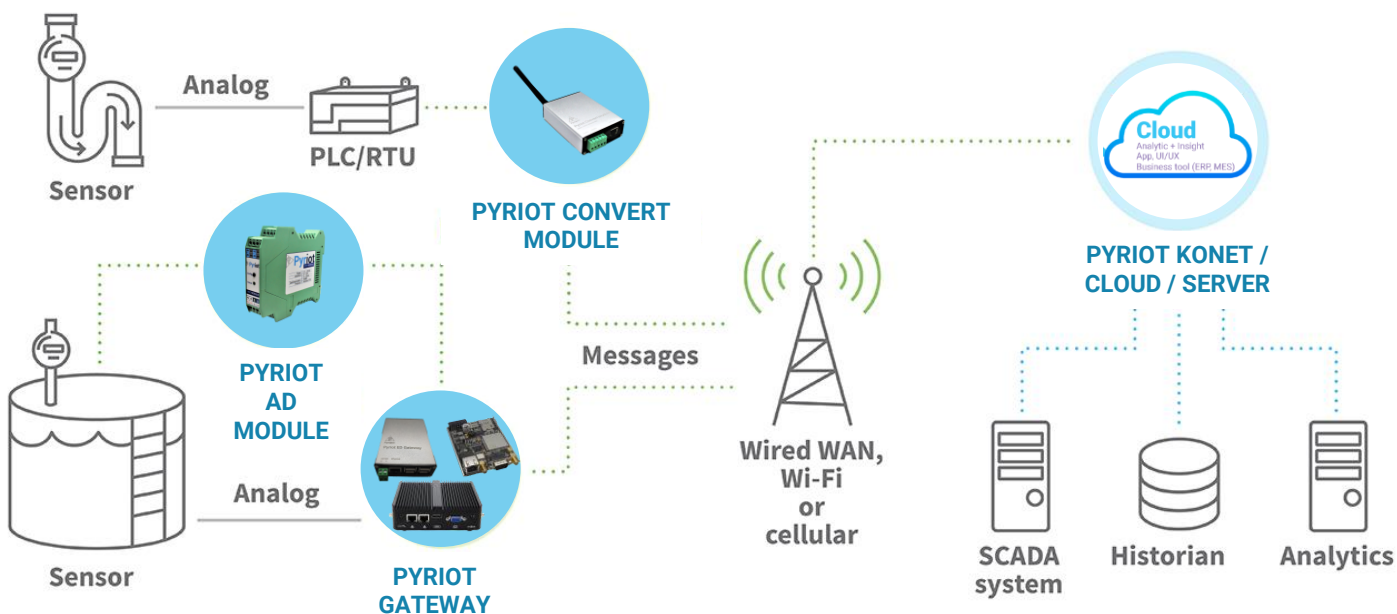 Analog
PLC/RTU
Sensor
PYRIOT CONVERT
MODULE
Cloud
Analytic + Insight
App, UI/UX
Business tool (ERP, MES)
PYRIOT KONET /
CLOUD / SERVER
Pyriot
PYRIOT
AD
MODULE
Messages
Analog
Sensor
PYRIOT
GATEWAY
Wired WAN,
Wi-Fi
or
cellular
SCADA
system
Historian
Analytics